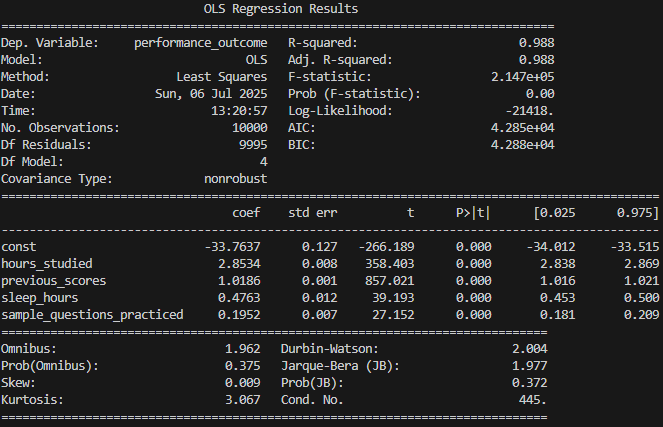 OLS Regression Results
==============================================================================
Dep. Variable:    performance_outcome   R-squared:                       0.988
Model:                            OLS   Adj. R-squared:                  0.988
Method:                 Least Squares   F-statistic:                 2.147e+05
Date:                Sun, 06 Jul 2025   Prob (F-statistic):               0.00
Time:                        13:20:57   Log-Likelihood:                -21418.
No. Observations:               10000   AIC:                         4.285e+04
Df Residuals:                    9995   BIC:                         4.288e+04
Df Model:                           4
Covariance Type:            nonrobust
==============================================================================================
                                 coef    std err          t      P>|t|      [0.025      0.975]
----------------------------------------------------------------------------------------------
const                        -33.7637      0.127   -266.189      0.000     -34.012     -33.515
hours_studied                  2.8534      0.008    358.403      0.000       2.838       2.869
previous_scores                1.0186      0.001    857.021      0.000       1.016       1.021
sleep_hours                    0.4763      0.012     39.193      0.000       0.453       0.500
sample_questions_practiced     0.1952      0.007     27.152      0.000       0.181       0.209
==============================================================================
Omnibus:                        1.962   Durbin-Watson:                   2.004
Prob(Omnibus):                  0.375   Jarque-Bera (JB):                1.977
Skew:                           0.009   Prob(JB):                        0.372
Kurtosis:                       3.067   Cond. No.                         445.
==============================================================================